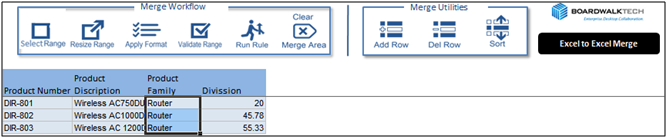 Merge Workflow
Select Range
Resize Range
Apply Format
Validate Range
Run Rule
Clear
Merge Area
Merge Utilities
Add Row
Del Row
Sort
BOARDWALKTECH
Enterprise Desktop Collaboration
Excel to Excel Merge
Product Number Product Discription Product Family Divission
DIR-801 Wireless AC750DU Router 20
DIR-802 Wireless AC1000D Router 45.78
DIR-803 Wireless AC 1200D Router 55.33